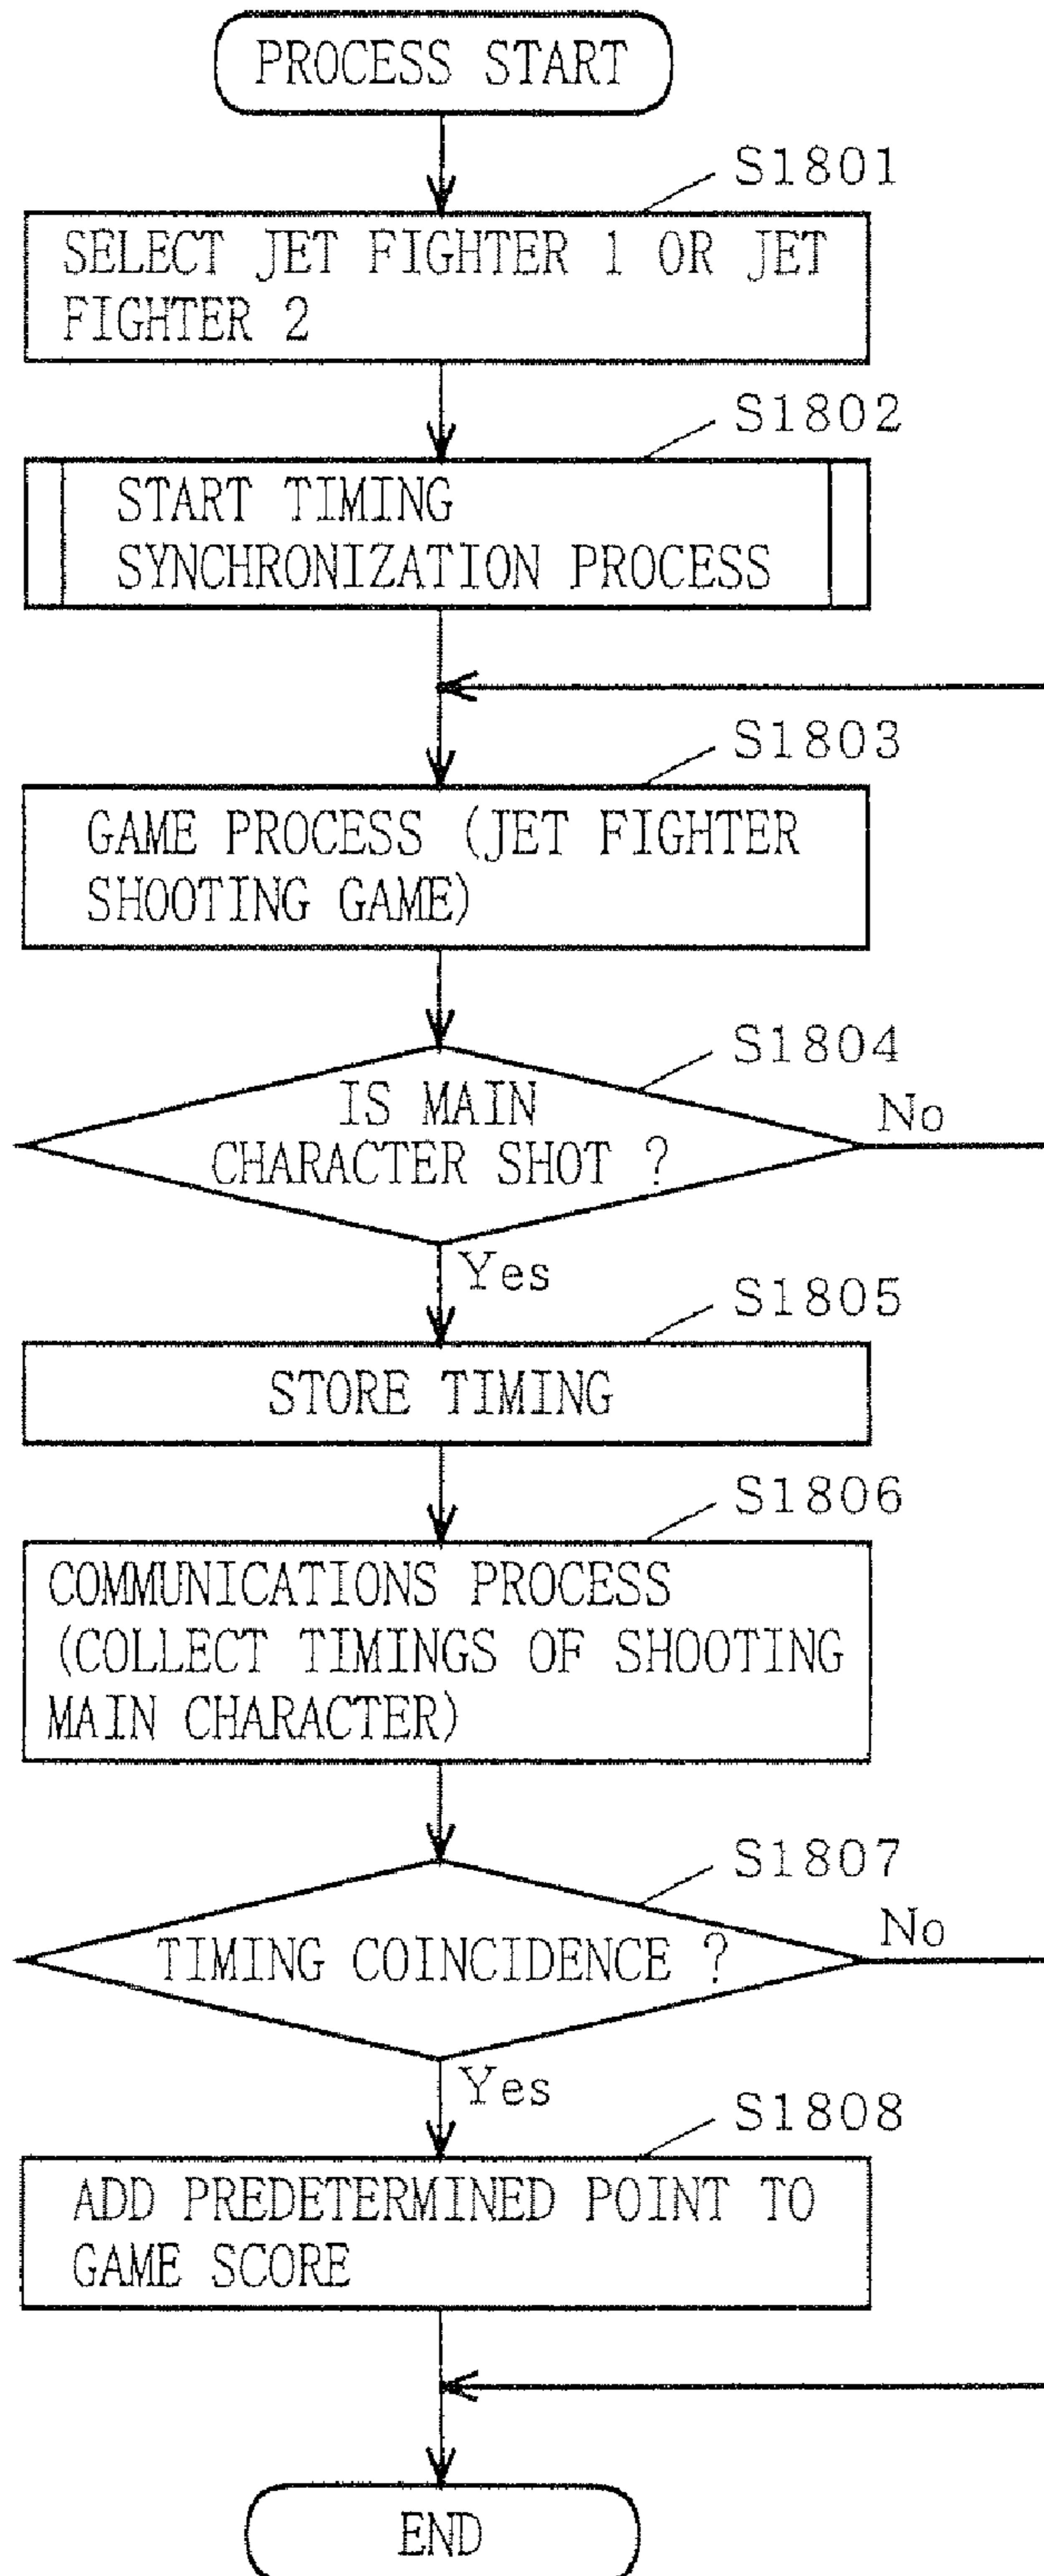 PROCESS START
S1801
SELECT JET FIGHTER 1 OR JET
FIGHTER 2
S1802
START TIMING
SYNCHRONIZATION PROCESS
S1803
GAME PROCESS (JET FIGHTER
SHOOTING GAME)
S1804
IS MAIN
CHARACTER SHOT ?
No
Yes
S1805
STORE TIMING
S1806
COMMUNICATIONS PROCESS
(COLLECT TIMINGS OF SHOOTING
MAIN CHARACTER)
S1807
TIMING COINCIDENCE ?
No
Yes
S1808
ADD PREDETERMINED POINT TO
GAME SCORE
END